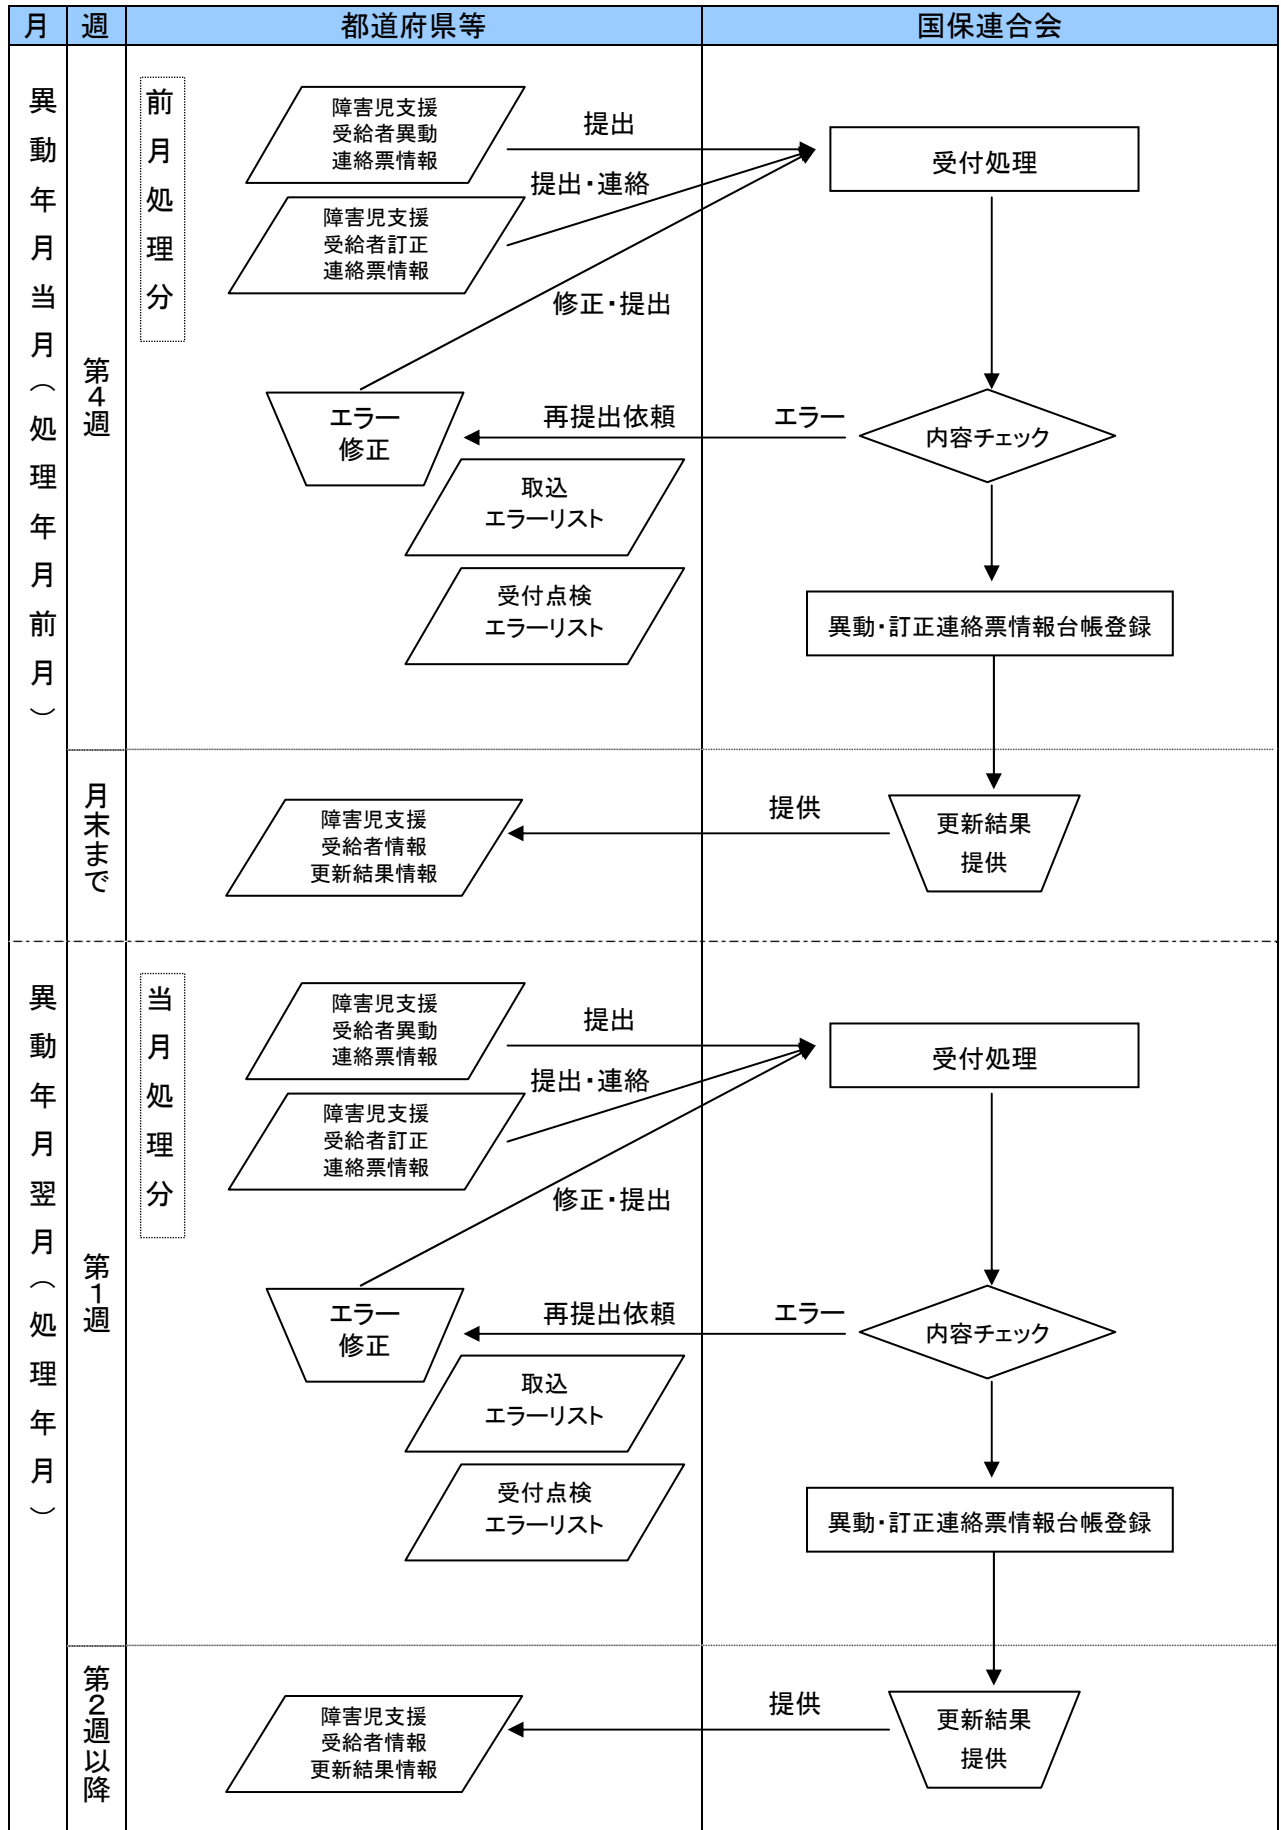 月
週
都道府県等
国保連合会
異動年月当月（処理年月前月）
第4週
前月処理分
障害児支援
受給者異動
連絡票情報
提出
受付処理
障害児支援
受給者訂正
連絡票情報
提出・連絡
修正・提出
エラー
修正
再提出依頼
エラー
内容チェック
取込
エラーリスト
受付点検
エラーリスト
異動・訂正連絡票情報台帳登録
月末まで
障害児支援
受給者情報
更新結果情報
提供
更新結果
提供
異動年月翌月（処理年月）
第1週
当月処理分
障害児支援
受給者異動
連絡票情報
提出
受付処理
障害児支援
受給者訂正
連絡票情報
提出・連絡
修正・提出
エラー
修正
再提出依頼
エラー
内容チェック
取込
エラーリスト
受付点検
エラーリスト
異動・訂正連絡票情報台帳登録
第2週以降
障害児支援
受給者情報
更新結果情報
提供
更新結果
提供